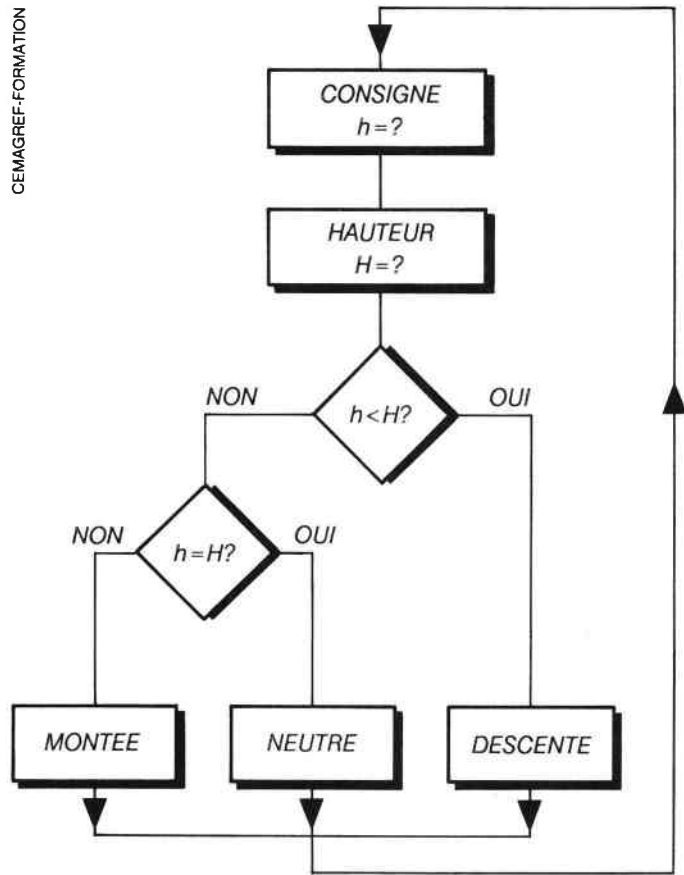 CEMAGREF-FORMATION
CONSIGNE
h=?
HAUTEUR
H=?
NON
h<H?
OUI
NON
h=H?
OUI
MONTEE
NEUTRE
DESCENTE